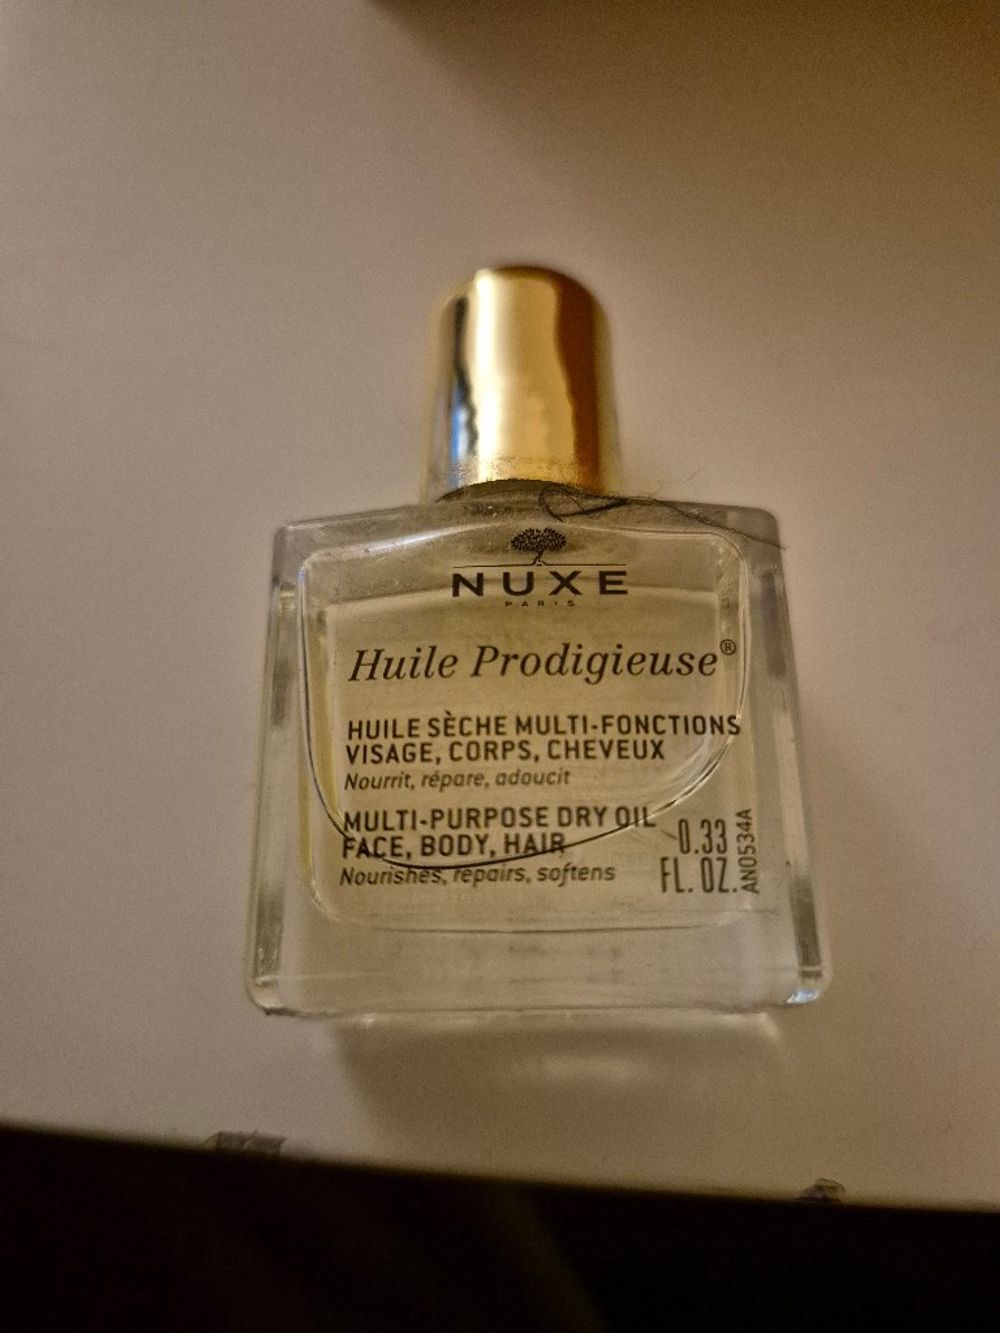 NUXE
PARIS
Huile Prodigieuse®
HUILE SÈCHE MULTI-FONCTIONS
VISAGE, CORPS, CHEVEUX
Nourrit, répare, adoucit
MULTI-PURPOSE DRY OIL
FACE, BODY, HAIR
Nourishes, repairs, softens
0.33
FL. OZ.
AN0534A